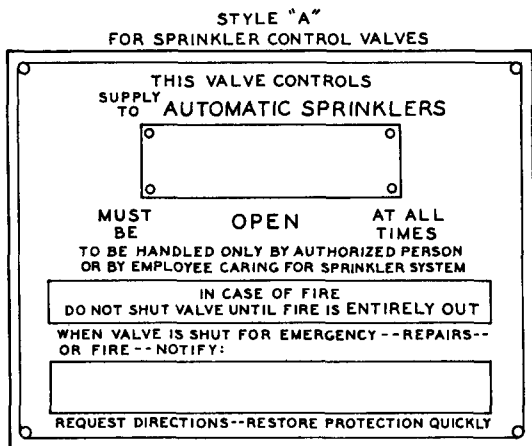 STYLE "A"
FOR SPRINKLER CONTROL VALVES
THIS VALVE CONTROLS
SUPPLY TO AUTOMATIC SPRINKLERS
MUST BE OPEN AT ALL TIMES
TO BE HANDLED ONLY BY AUTHORIZED PERSON
OR BY EMPLOYEE CARING FOR SPRINKLER SYSTEM
IN CASE OF FIRE
DO NOT SHUT VALVE UNTIL FIRE IS ENTIRELY OUT
WHEN VALVE IS SHUT FOR EMERGENCY--REPAIRS--
OR FIRE--NOTIFY:
REQUEST DIRECTIONS--RESTORE PROTECTION QUICKLY